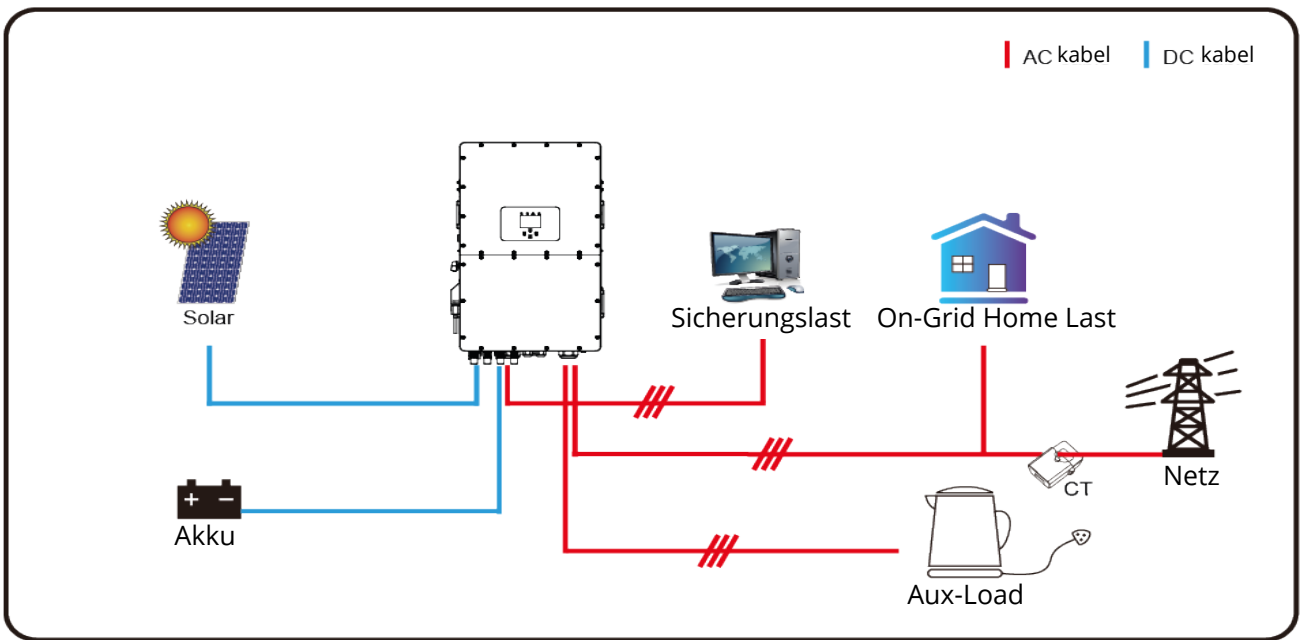 AC kabel
DC kabel
Solar
Sicherungslast
On-Grid Home Last
CT
Netz
+ −
Akku
Aux-Load